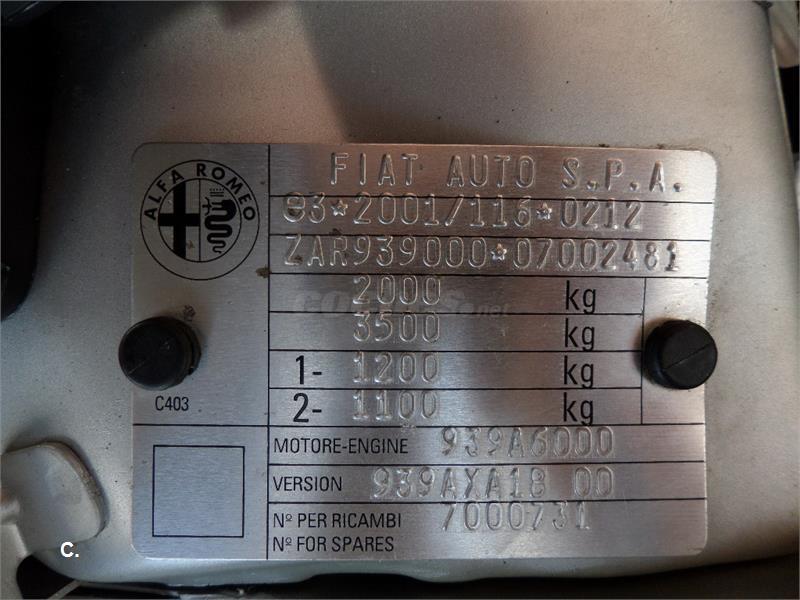 ALFA ROMEO
FIAT AUTO S.P.A.
e3*2001/116*0212
ZAR939000*07002481
2000 kg
3500 kg
1- 1200 kg
2- 1100 kg
C403
MOTORE-ENGINE 939A6000
VERSION 939AXA1B 00
Nº PER RICAMBI 7000731
Nº FOR SPARES
C.